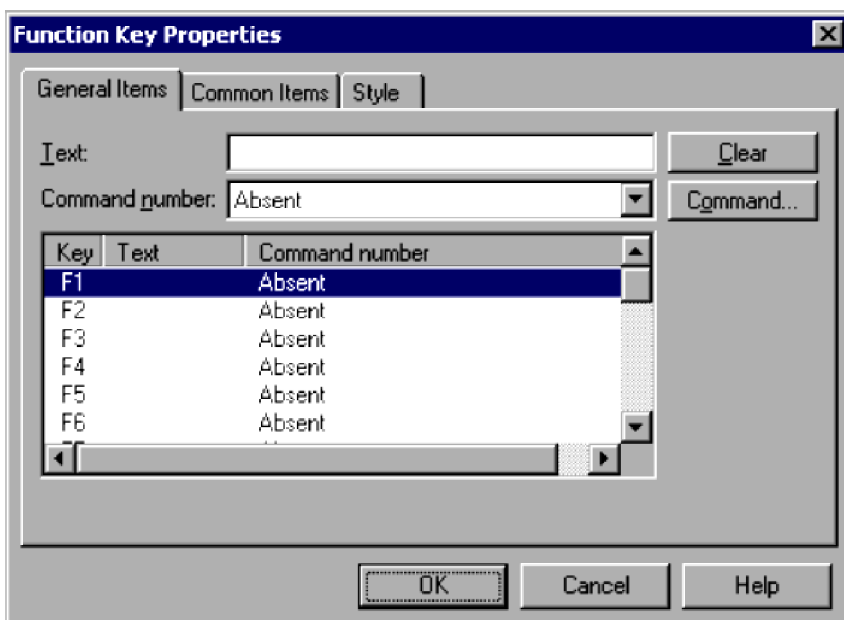 Function Key Properties
General Items Common Items Style
Text: Clear
Command number: Absent Command...
Key Text Command number
F1 Absent
F2 Absent
F3 Absent
F4 Absent
F5 Absent
F6 Absent
OK Cancel Help